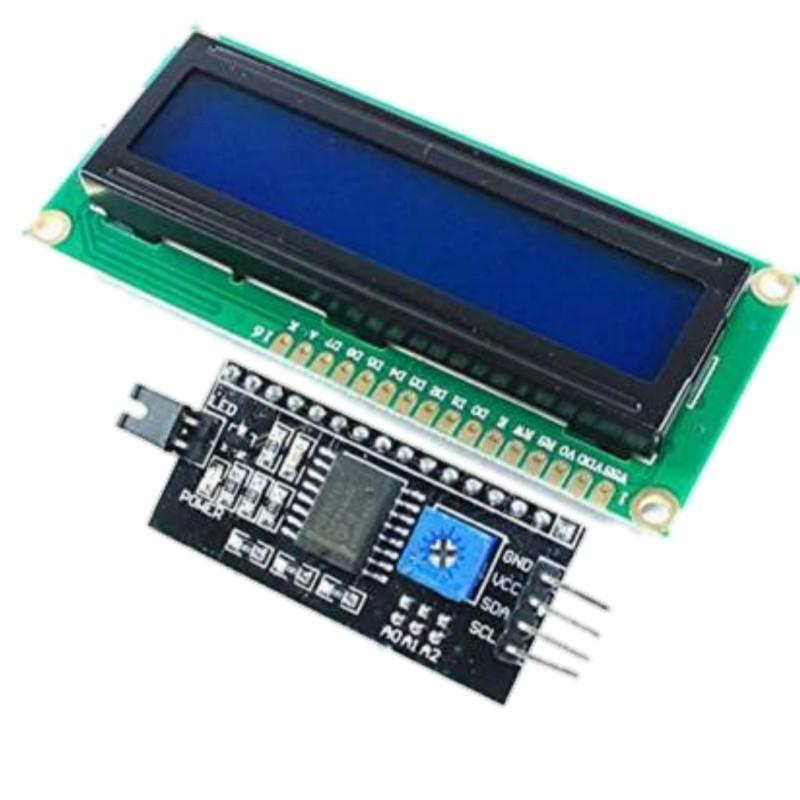 16 A K D7 D6 D5 D4 D3 D2 D1 D0 E RW RS VO VDD VSS 1
LED
POWER
GND
VCC
SDA
SCL
A0 A1 A2